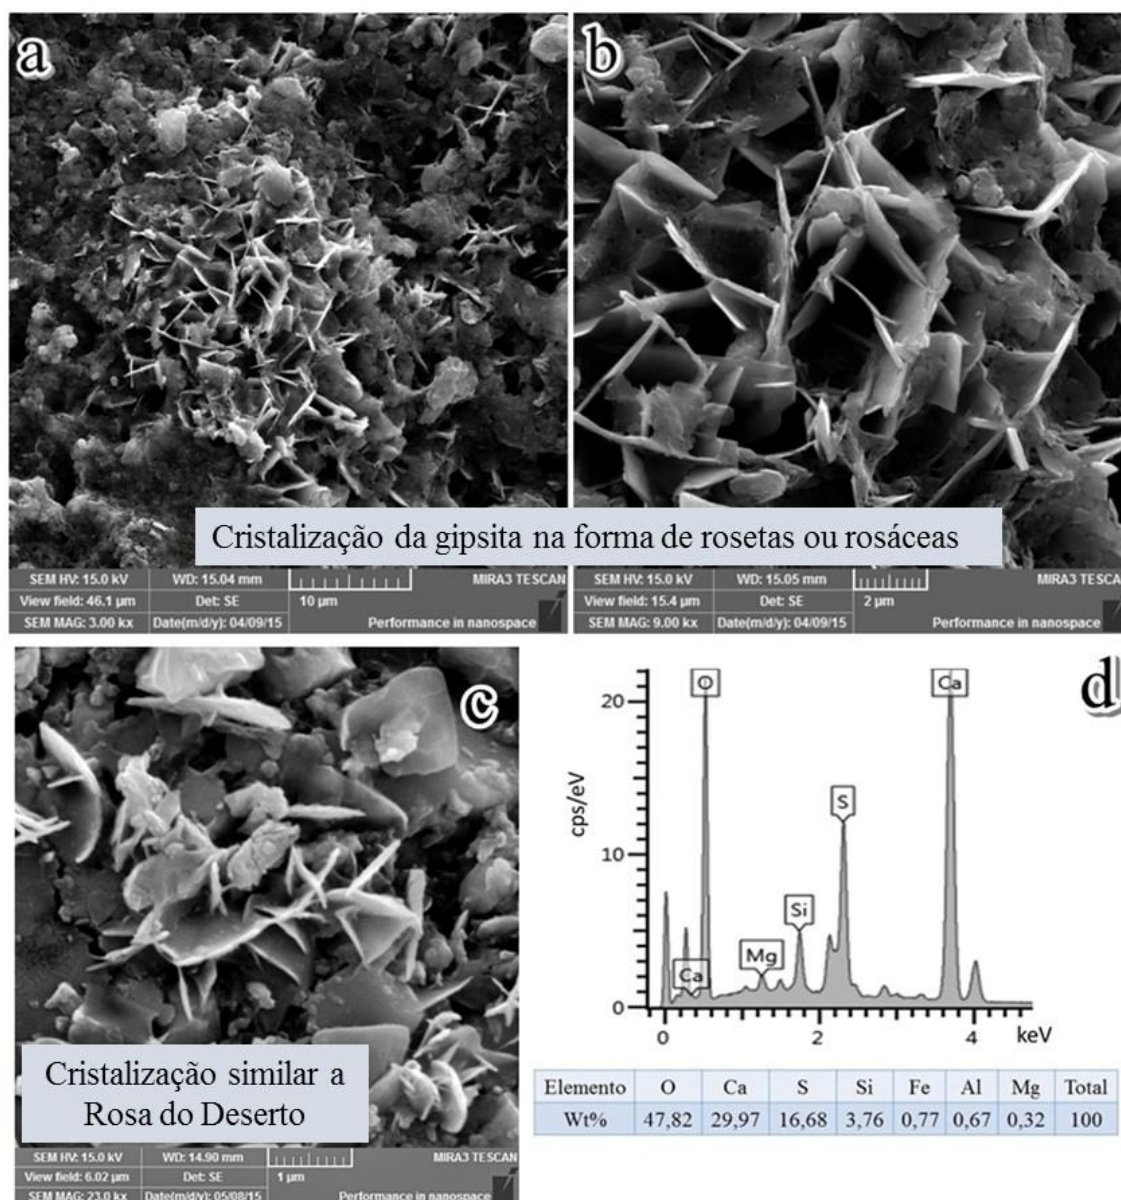 a
b
Cristalização da gipsita na forma de rosetas ou rosáceas
SEM HV: 15.0 kV WD: 15.04 mm MIRA3 TESCAN
View field: 46.1 µm Det: SE 10 µm
SEM MAG: 3.00 kx Date(m/d/y): 04/09/15 Performance in nanospace
SEM HV: 15.0 kV WD: 15.05 mm MIRA3 TESCAN
View field: 15.4 µm Det: SE 2 µm
SEM MAG: 9.00 kx Date(m/d/y): 04/09/15 Performance in nanospace
c
Cristalização similar a
Rosa do Deserto
SEM HV: 15.0 kV WD: 14.90 mm MIRA3 TESCAN
View field: 6.02 µm Det: SE 1 µm
SEM MAG: 23.0 kx Date(m/d/y): 05/08/15 Performance in nanospace
d
O Ca
20
S
cps/eV
10
Si
Mg
Ca
0
0 2 4 keV
Elemento O Ca S Si Fe Al Mg Total
Wt% 47,82 29,97 16,68 3,76 0,77 0,67 0,32 100